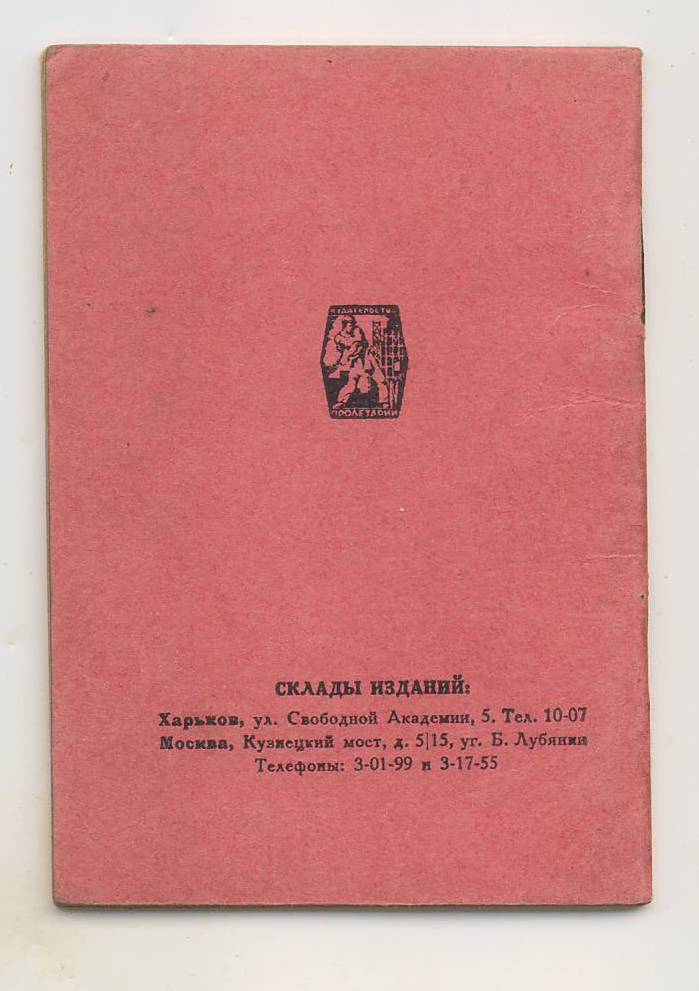 ИЗДАТЕЛЬСТВО
ПРОЛЕТАРИЙ
СКЛАДЫ ИЗДАНИЙ:
Харьков, ул. Свободной Академии, 5. Тел. 10-07
Москва, Кузнецкий мост, д. 5|15, уг. Б. Лубянки
Телефоны: 3-01-99 и 3-17-55